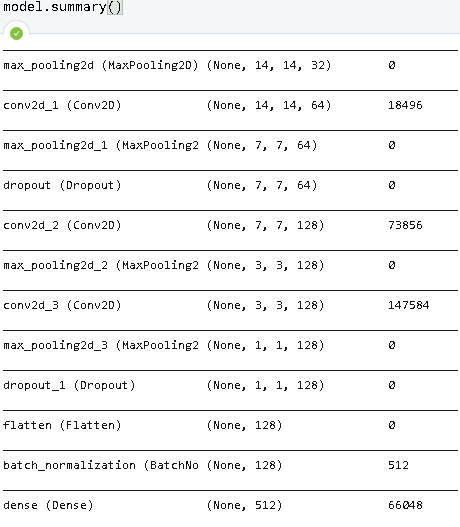 model.summary()
max_pooling2d (MaxPooling2D) (None, 14, 14, 32) 0
conv2d_1 (Conv2D) (None, 14, 14, 64) 18496
max_pooling2d_1 (MaxPooling2 (None, 7, 7, 64) 0
dropout (Dropout) (None, 7, 7, 64) 0
conv2d_2 (Conv2D) (None, 7, 7, 128) 73856
max_pooling2d_2 (MaxPooling2 (None, 3, 3, 128) 0
conv2d_3 (Conv2D) (None, 3, 3, 128) 147584
max_pooling2d_3 (MaxPooling2 (None, 1, 1, 128) 0
dropout_1 (Dropout) (None, 1, 1, 128) 0
flatten (Flatten) (None, 128) 0
batch_normalization (BatchNo (None, 128) 512
dense (Dense) (None, 512) 66048